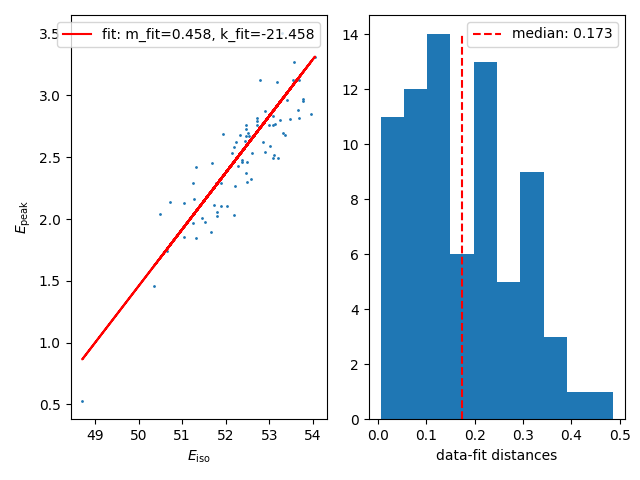 fit: m_fit=0.458, k_fit=-21.458
3.5
3.0
2.5
2.0
1.5
1.0
0.5
E_peak
49 50 51 52 53 54
E_iso
median: 0.173
14
12
10
8
6
4
2
0
0.0 0.1 0.2 0.3 0.4 0.5
data-fit distances